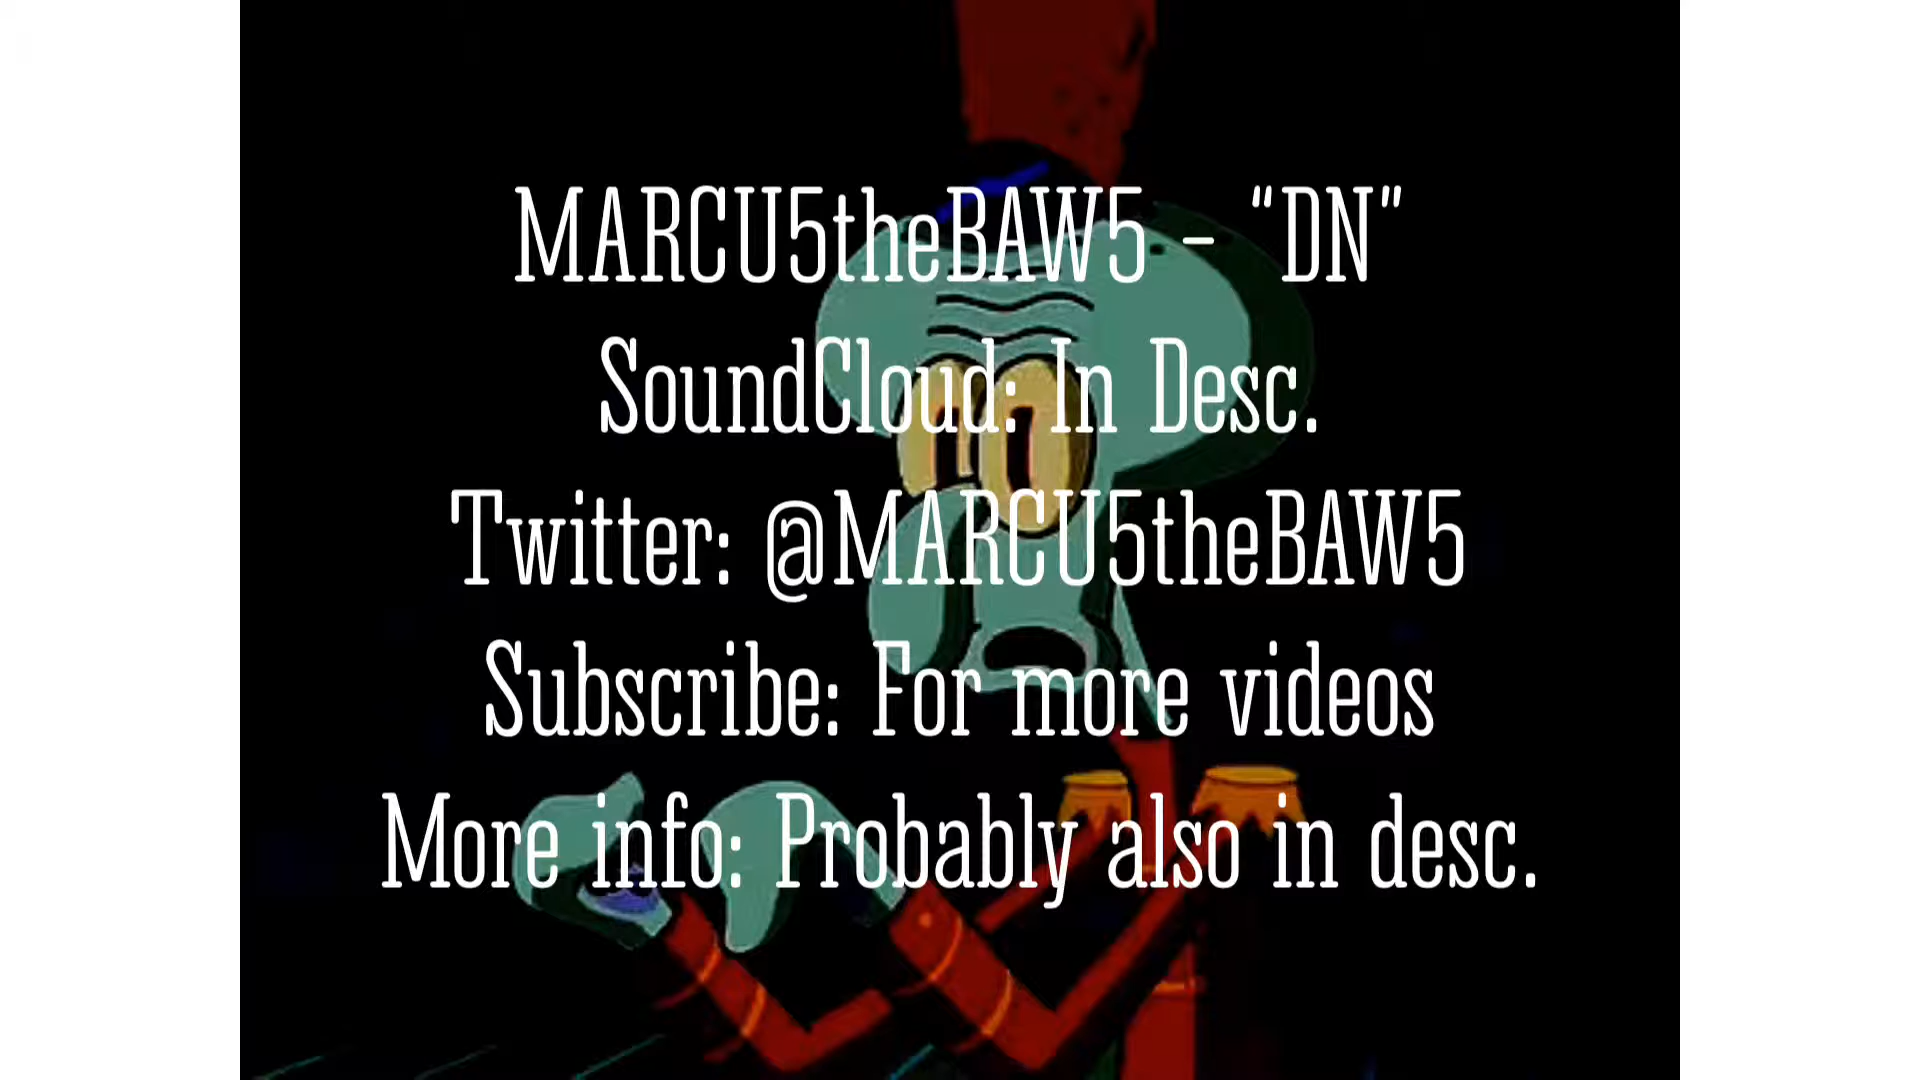 MARCU5theBAW5 - “DN”
SoundCloud: In Desc.
Twitter: @MARCU5theBAW5
Subscribe: For more videos
More info: Probably also in desc.